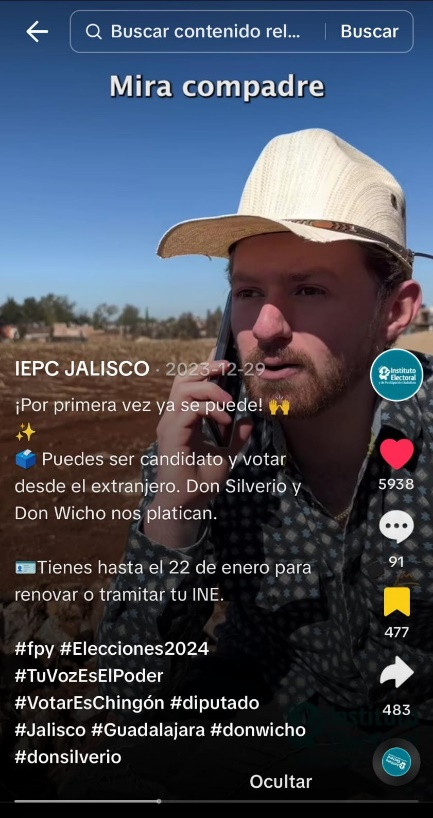 Buscar contenido rel...
Buscar
Mira compadre
IEPC JALISCO · 2023-12-29
¡Por primera vez ya se puede! 🙌
✨
🗳️ Puedes ser candidato y votar
desde el extranjero. Don Silverio y
Don Wicho nos platican.
🪪Tienes hasta el 22 de enero para
renovar o tramitar tu INE.
#fpy #Elecciones2024
#TuVozEsElPoder
#VotarEsChingón #diputado
#Jalisco #Guadalajara #donwicho
#donsilverio
Ocultar
Instituto
Electoral
5938
91
477
483